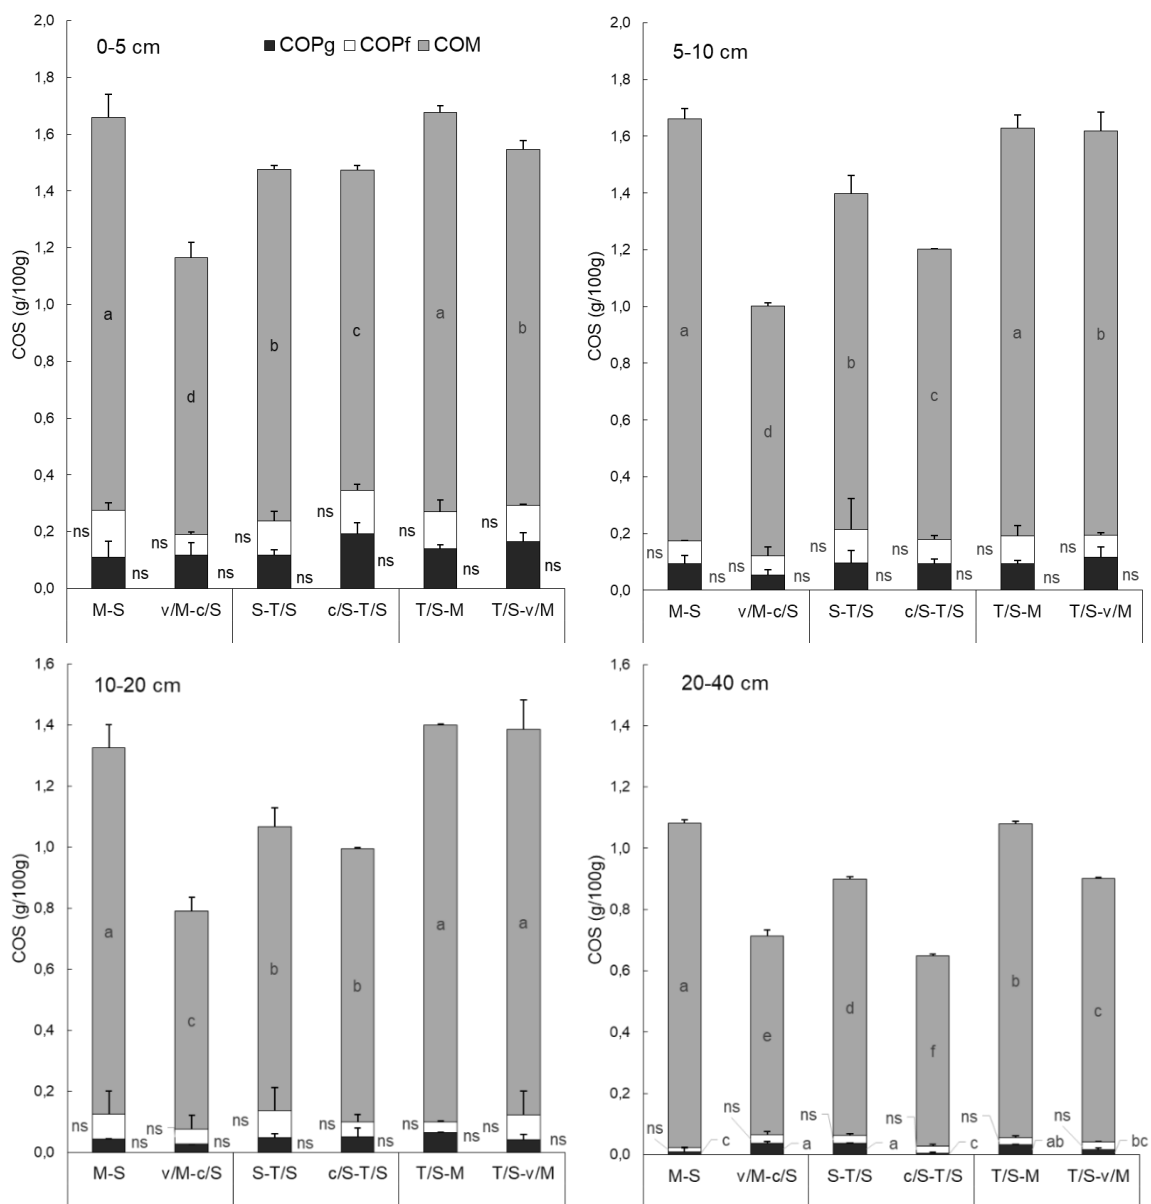 0-5 cm
COPg COPf COM
COS (g/100g)
2,0
1,8
1,6
1,4
1,2
1,0
0,8
0,6
0,4
0,2
0,0
a d b c a b
ns ns ns ns ns ns
ns ns ns ns ns ns
M-S v/M-c/S S-T/S c/S-T/S T/S-M T/S-v/M
5-10 cm
COS (g/100g)
2,0
1,8
1,6
1,4
1,2
1,0
0,8
0,6
0,4
0,2
0,0
a d b c a b
ns ns ns ns ns ns
ns ns ns ns ns ns
M-S v/M-c/S S-T/S c/S-T/S T/S-M T/S-v/M
10-20 cm
COS (g/100g)
1,6
1,4
1,2
1,0
0,8
0,6
0,4
0,2
0,0
a c b b a a
ns ns ns ns ns ns
ns ns ns ns ns ns
M-S v/M-c/S S-T/S c/S-T/S T/S-M T/S-v/M
20-40 cm
COS (g/100g)
1,6
1,4
1,2
1,0
0,8
0,6
0,4
0,2
0,0
a e d f b c
ns ns ns ns ns ns
c a a c ab bc
M-S v/M-c/S S-T/S c/S-T/S T/S-M T/S-v/M